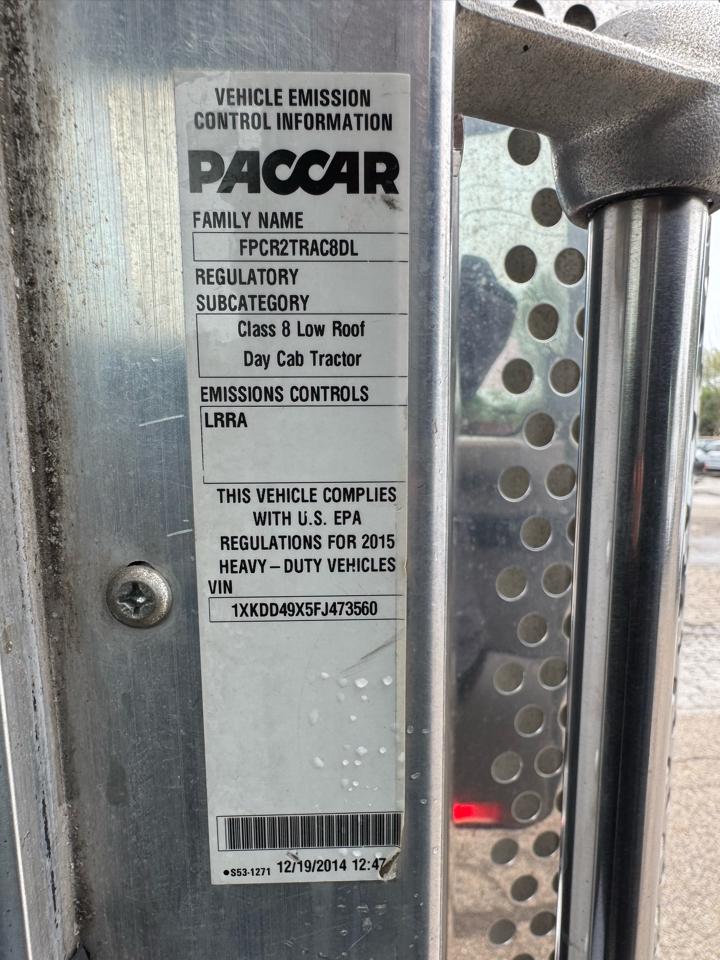 VEHICLE EMISSION
CONTROL INFORMATION
PACCAR
FAMILY NAME
FPCR2TRAC8DL
REGULATORY
SUBCATEGORY
Class 8 Low Roof
Day Cab Tractor
EMISSIONS CONTROLS
LRRA
THIS VEHICLE COMPLIES
WITH U.S. EPA
REGULATIONS FOR 2015
HEAVY–DUTY VEHICLES
VIN
1XKDD49X5FJ473560
●S53-1271 12/19/2014 12:47